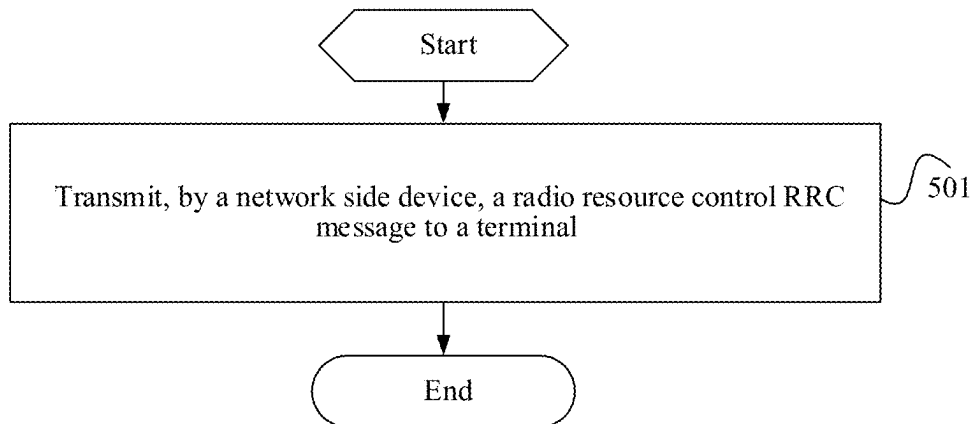 Start
Transmit, by a network side device, a radio resource control RRC
message to a terminal
501
End